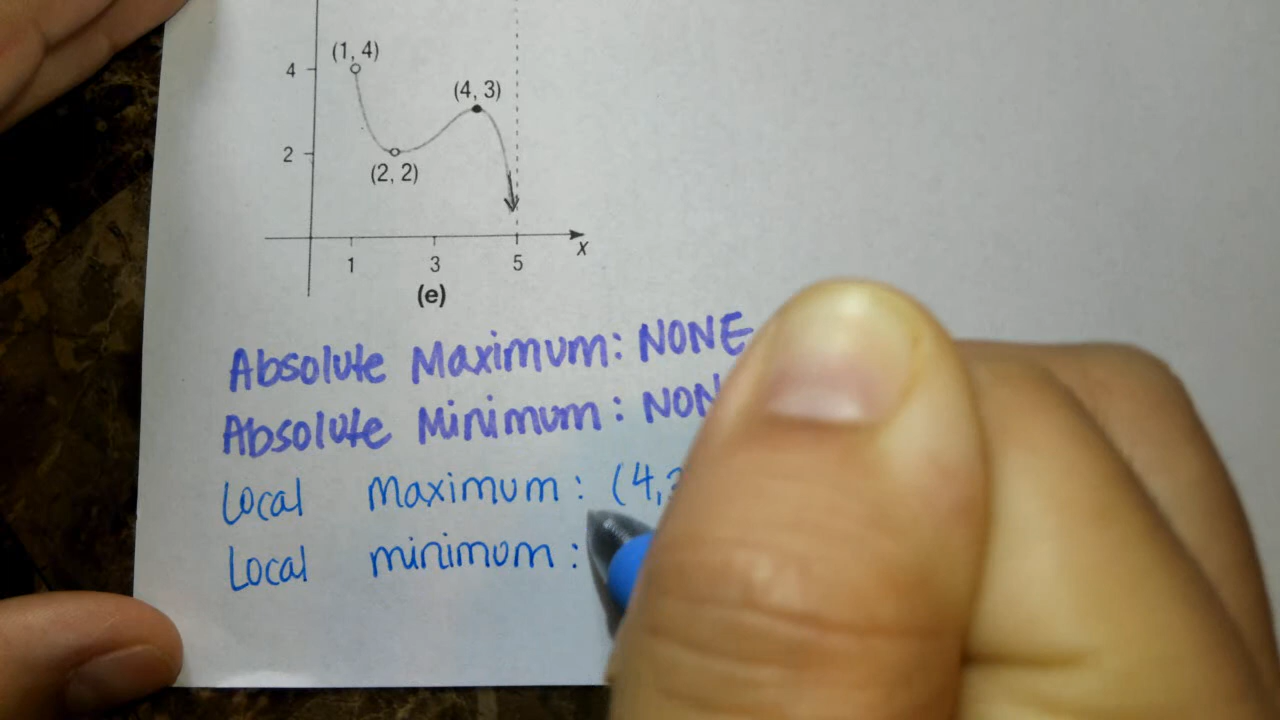 (1, 4)
4
(4, 3)
2
(2, 2)
1 3 5 x
(e)
Absolute Maximum: NONE
Absolute Minimum:
Local Maximum: (4,
Local minimum: